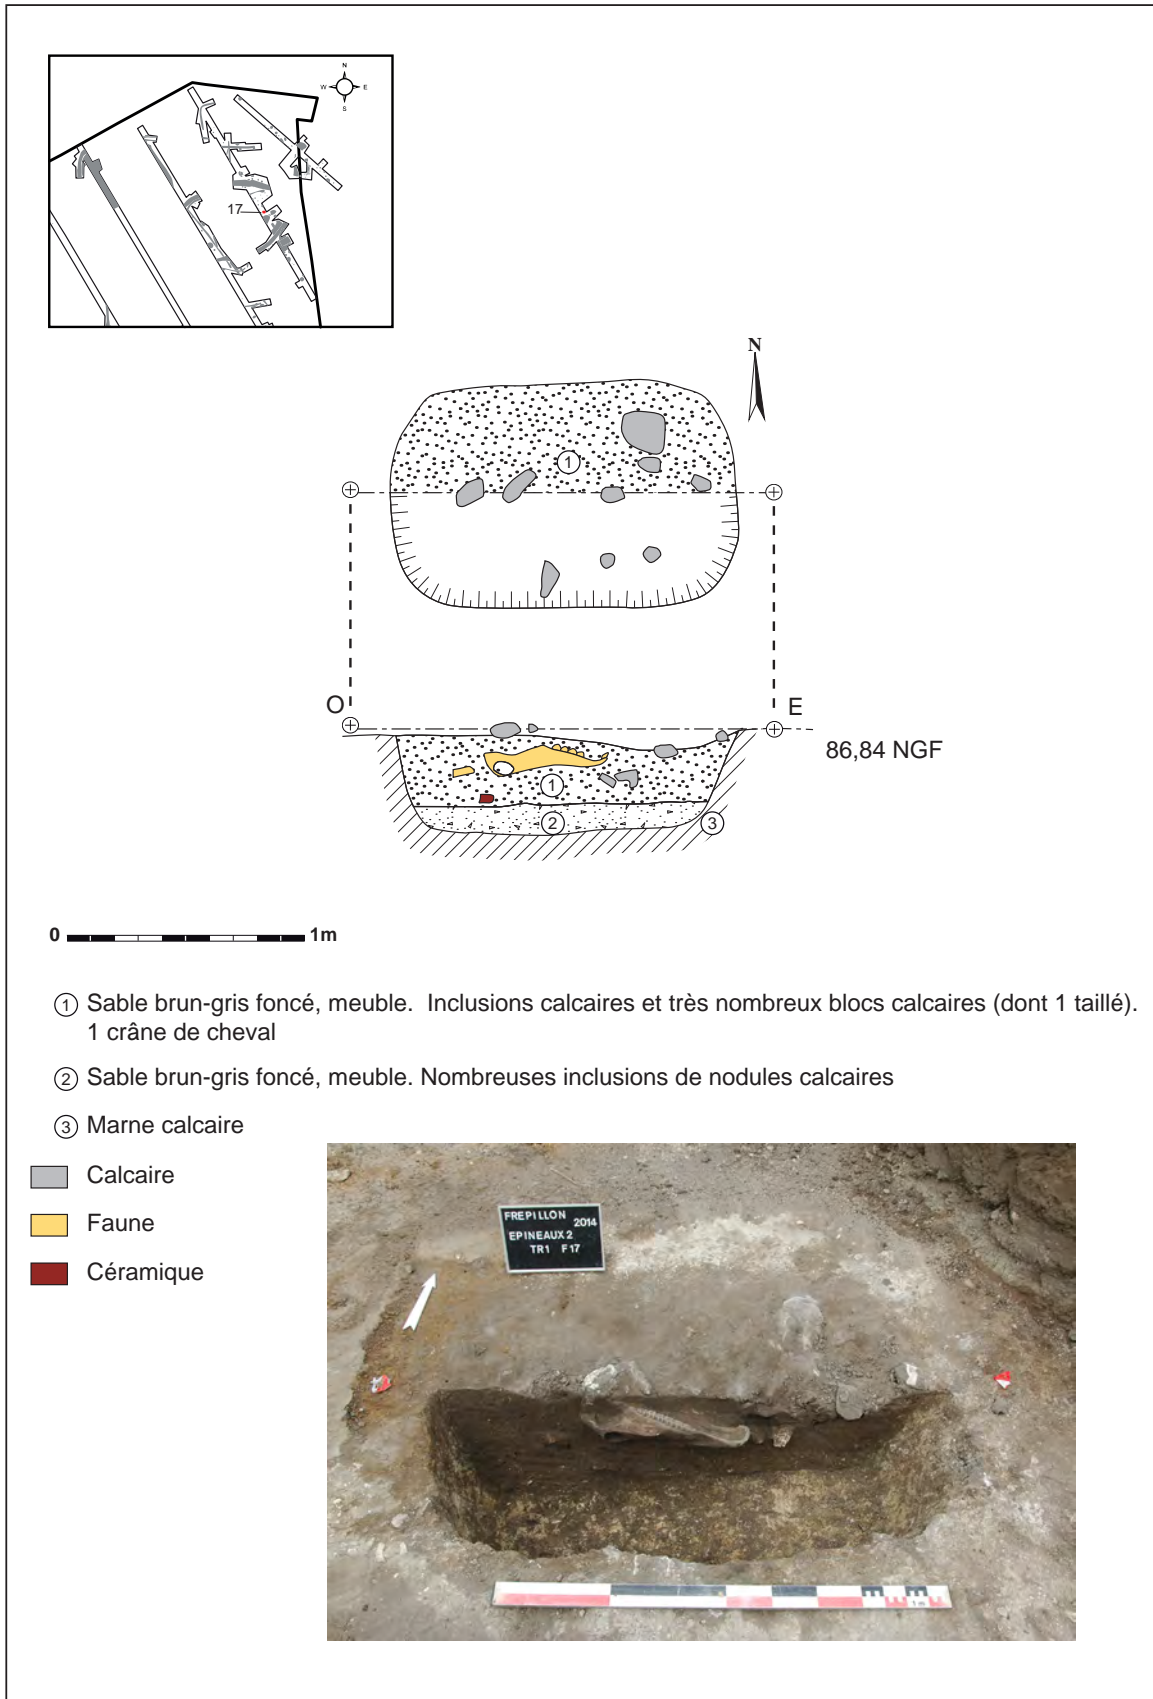 N
W E
S
17
N
1
O
E
86,84 NGF
1
2
3
0 1m
1 Sable brun-gris foncé, meuble. Inclusions calcaires et très nombreux blocs calcaires (dont 1 taillé).
1 crâne de cheval
2 Sable brun-gris foncé, meuble. Nombreuses inclusions de nodules calcaires
3 Marne calcaire
Calcaire
Faune
Céramique
FREPILLON
2014
EPINEAUX 2
TR1 F17
1m